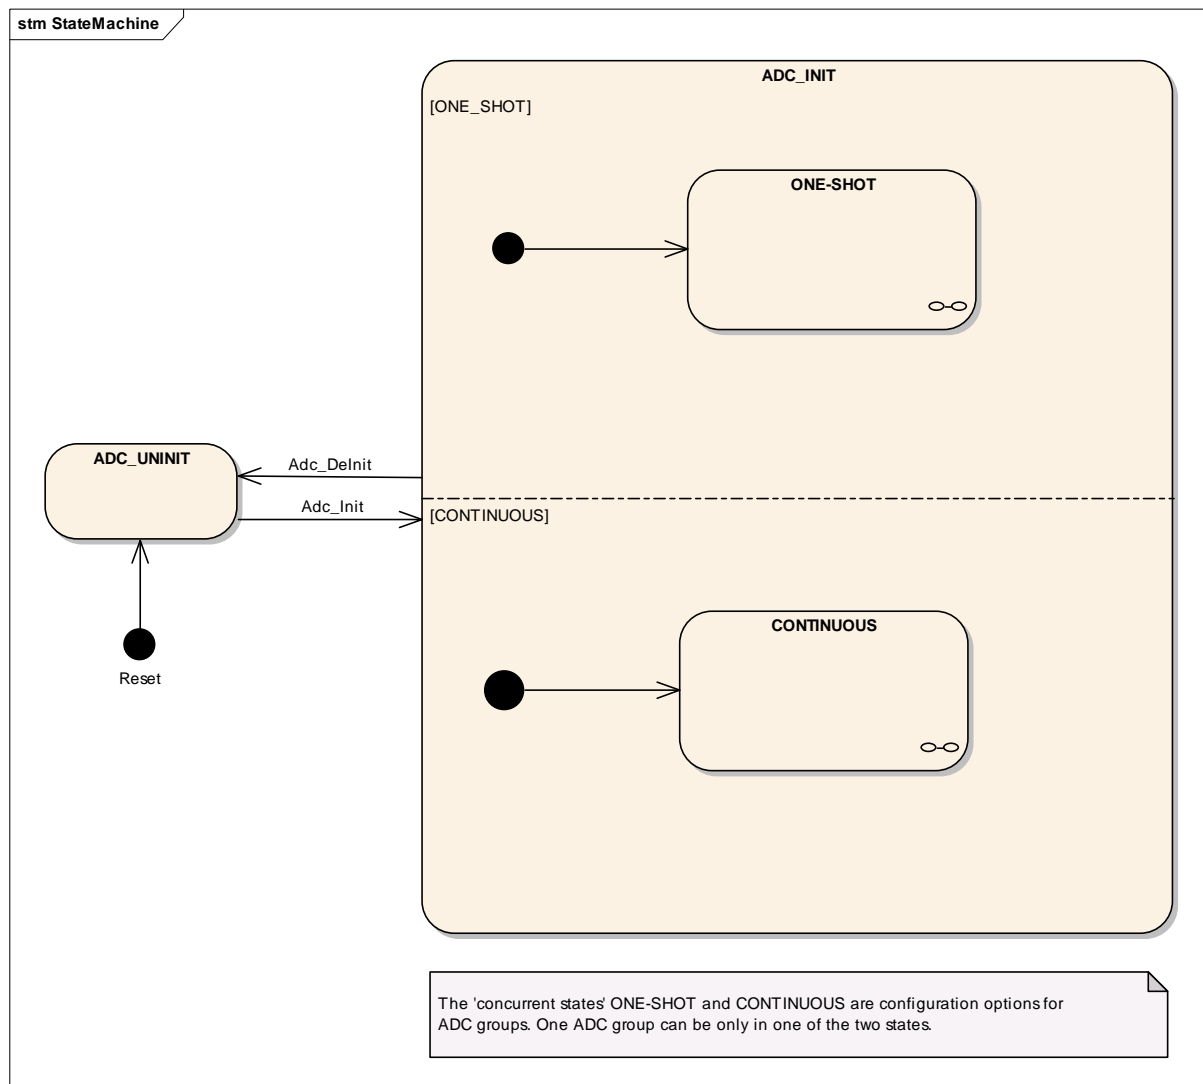 stm StateMachine
ADC_INIT
[ONE_SHOT]
ONE-SHOT
ADC_UNINIT
Adc_DeInit
Adc_Init
[CONTINUOUS]
CONTINUOUS
Reset
The 'concurrent states' ONE-SHOT and CONTINUOUS are configuration options for
ADC groups. One ADC group can be only in one of the two states.